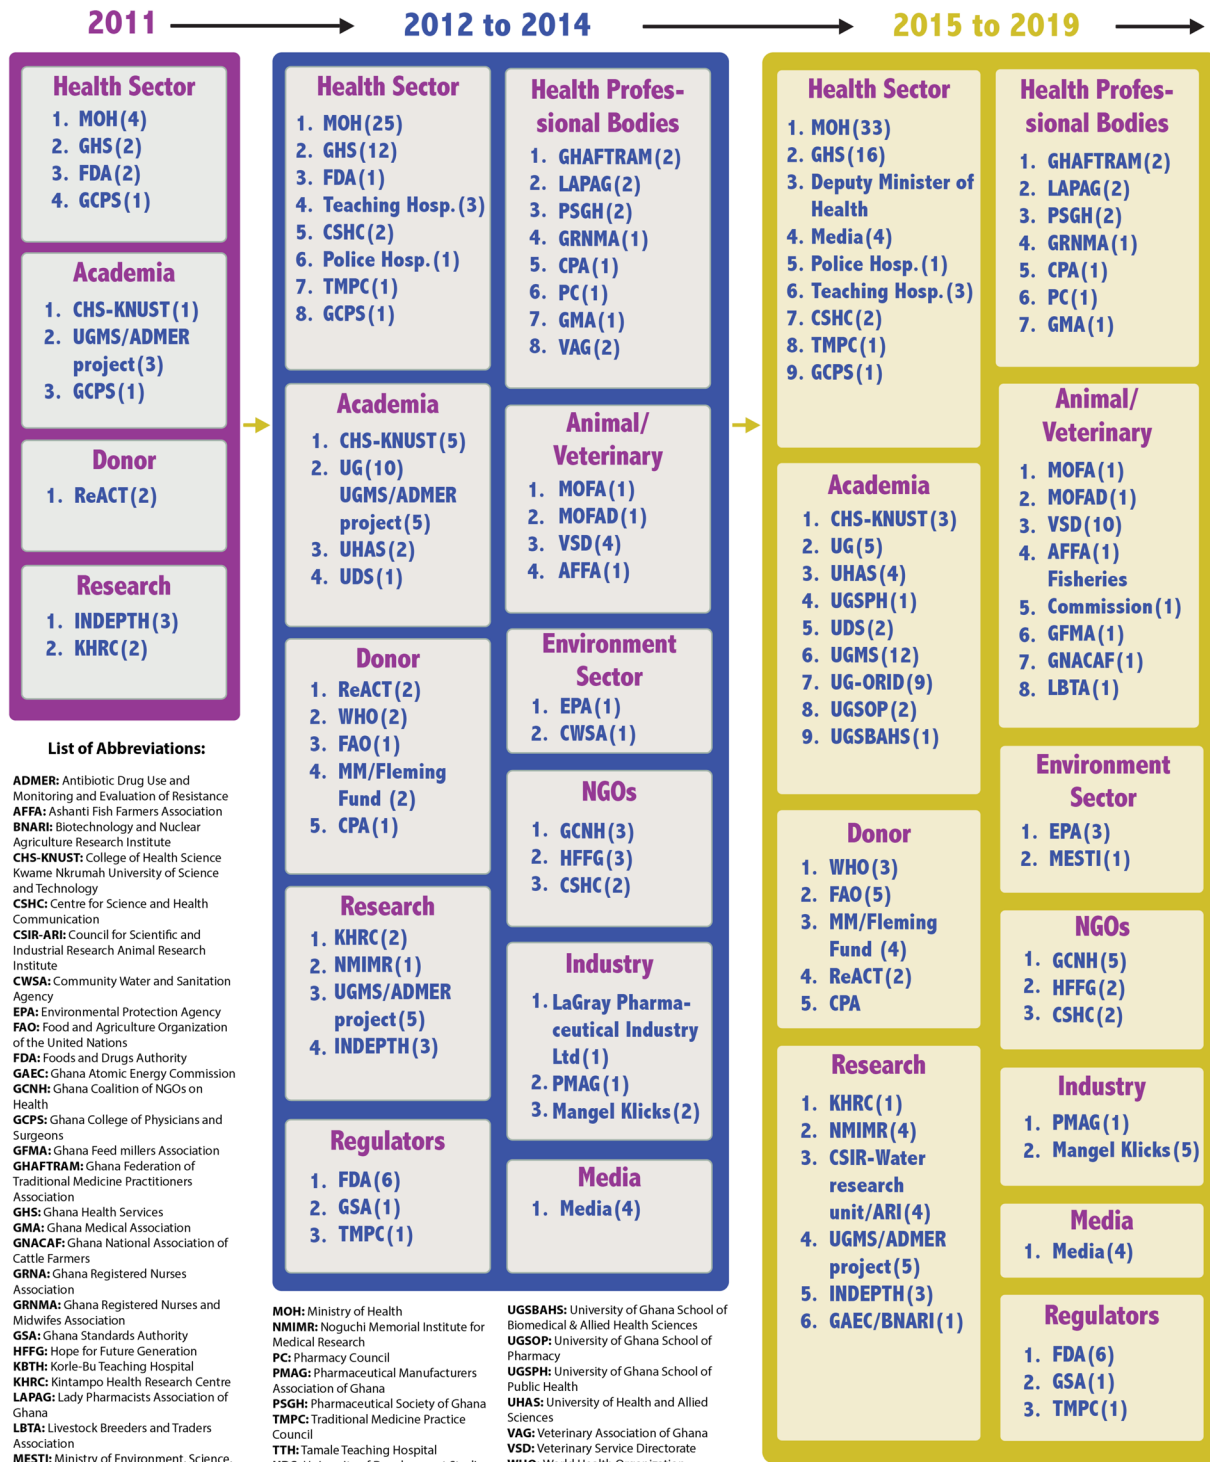 2011
2012 to 2014
2015 to 2019
Health Sector
1. MOH (4)
2. GHS (2)
3. FDA (2)
4. GCPS (1)
Academia
1. CHS-KNUST (1)
2. UGMS/ADMER
project (3)
3. GCPS (1)
Donor
1. ReACT (2)
Research
1. INDEPTH (3)
2. KHRC (2)
Health Sector
1. MOH (25)
2. GHS (12)
3. FDA (1)
4. Teaching Hosp. (3)
5. CSHC (2)
6. Police Hosp. (1)
7. TMPC (1)
8. GCPS (1)
Academia
1. CHS-KNUST (5)
2. UG (10)
UGMS/ADMER
project (5)
3. UHAS (2)
4. UDS (1)
Donor
1. ReACT (2)
2. WHO (2)
3. FAO (1)
4. MM/Fleming
Fund (2)
5. CPA (1)
Research
1. KHRC (2)
2. NMIMR (1)
3. UGMS/ADMER
project (5)
4. INDEPTH (3)
Regulators
1. FDA (6)
2. GSA (1)
3. TMPC (1)
Health Profes-
sional Bodies
1. GHAFTRAM (2)
2. LAPAG (2)
3. PSGH (2)
4. GRNMA (1)
5. CPA (1)
6. PC (1)
7. GMA (1)
8. VAG (2)
Animal/
Veterinary
1. MOFA (1)
2. MOFAD (1)
3. VSD (4)
4. AFFA (1)
Environment
Sector
1. EPA (1)
2. CWSA (1)
NGOs
1. GCNH (3)
2. HFFG (3)
3. CSHC (2)
Industry
1. LaGray Pharma-
ceutical Industry
Ltd (1)
2. PMAG (1)
3. Mangel Klicks (2)
Media
1. Media (4)
Health Sector
1. MOH (33)
2. GHS (16)
3. Deputy Minister of
Health
4. Media (4)
5. Police Hosp. (1)
6. Teaching Hosp. (3)
7. CSHC (2)
8. TMPC (1)
9. GCPS (1)
Academia
1. CHS-KNUST (3)
2. UG (5)
3. UHAS (4)
4. UGSPH (1)
5. UDS (2)
6. UGMS (12)
7. UG-ORID (9)
8. UGSOP (2)
9. UGSBAHS (1)
Donor
1. WHO (3)
2. FAO (5)
3. MM/Fleming
Fund (4)
4. ReACT (2)
5. CPA
Research
1. KHRC (1)
2. NMIMR (4)
3. CSIR-Water
research
unit/ARI (4)
4. UGMS/ADMER
project (5)
5. INDEPTH (3)
6. GAEC/BNARI (1)
Health Profes-
sional Bodies
1. GHAFTRAM (2)
2. LAPAG (2)
3. PSGH (2)
4. GRNMA (1)
5. CPA (1)
6. PC (1)
7. GMA (1)
Animal/
Veterinary
1. MOFA (1)
2. MOFAD (1)
3. VSD (10)
4. AFFA (1)
Fisheries
5. Commission (1)
6. GFMA (1)
7. GNACAF (1)
8. LBTA (1)
Environment
Sector
1. EPA (3)
2. MESTI (1)
NGOs
1. GCNH (5)
2. HFFG (2)
3. CSHC (2)
Industry
1. PMAG (1)
2. Mangel Klicks (5)
Media
1. Media (4)
Regulators
1. FDA (6)
2. GSA (1)
3. TMPC (1)
List of Abbreviations:
ADMER: Antibiotic Drug Use and
Monitoring and Evaluation of Resistance
AFFA: Ashanti Fish Farmers Association
BNARI: Biotechnology and Nuclear
Agriculture Research Institute
CHS-KNUST: College of Health Science
Kwame Nkrumah University of Science
and Technology
CSHC: Centre for Science and Health
Communication
CSIR-ARI: Council for Scientific and
Industrial Research Animal Research
Institute
CWSA: Community Water and Sanitation
Agency
EPA: Environmental Protection Agency
FAO: Food and Agriculture Organization
of the United Nations
FDA: Foods and Drugs Authority
GAEC: Ghana Atomic Energy Commission
GCNH: Ghana Coalition of NGOs on
Health
GCPS: Ghana College of Physicians and
Surgeons
GFMA: Ghana Feed millers Association
GHAFTRAM: Ghana Federation of
Traditional Medicine Practitioners
Association
GHS: Ghana Health Services
GMA: Ghana Medical Association
GNACAF: Ghana National Association of
Cattle Farmers
GRNA: Ghana Registered Nurses
Association
GRNMA: Ghana Registered Nurses and
Midwifes Association
GSA: Ghana Standards Authority
HFFG: Hope for Future Generation
KBTH: Korle-Bu Teaching Hospital
KHRC: Kintampo Health Research Centre
LAPAG: Lady Pharmacists Association of
Ghana
LBTA: Livestock Breeders and Traders
Association
MESTI: Ministry of Environment, Science,
MOH: Ministry of Health
NMIMR: Noguchi Memorial Institute for
Medical Research
PC: Pharmacy Council
PMAG: Pharmaceutical Manufacturers
Association of Ghana
PSGH: Pharmaceutical Society of Ghana
TMPC: Traditional Medicine Practice
Council
TTH: Tamale Teaching Hospital
UGSBAHS: University of Ghana School of
Biomedical & Allied Health Sciences
UGSOP: University of Ghana School of
Pharmacy
UGSPH: University of Ghana School of
Public Health
UHAS: University of Health and Allied
Sciences
VAG: Veterinary Association of Ghana
VSD: Veterinary Service Directorate